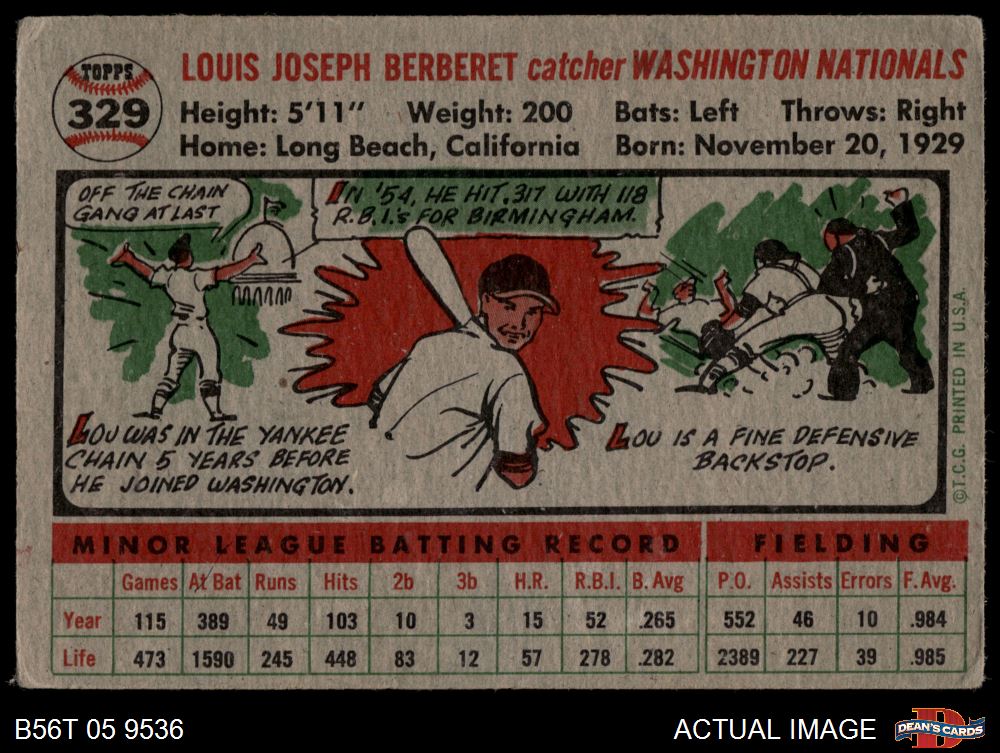 TOPPS
329
LOUIS JOSEPH BERBERET catcher WASHINGTON NATIONALS
Height: 5'11" Weight: 200 Bats: Left Throws: Right
Home: Long Beach, California Born: November 20, 1929
OFF THE CHAIN
GANG AT LAST
IN '54, HE HIT .317 WITH 118
R.B.I.'s FOR BIRMINGHAM.
LOU WAS IN THE YANKEE
CHAIN 5 YEARS BEFORE
HE JOINED WASHINGTON.
LOU IS A FINE DEFENSIVE
BACKSTOP.
©T.C.G. PRINTED IN U.S.A.
MINOR LEAGUE BATTING RECORD FIELDING
Games At Bat Runs Hits 2b 3b H.R. R.B.I. B. Avg P.O. Assists Errors F. Avg.
Year 115 389 49 103 10 3 15 52 .265 552 46 10 .984
Life 473 1590 245 448 83 12 57 278 .282 2389 227 39 .985
B56T 05 9536 ACTUAL IMAGE DEAN'S CARDS